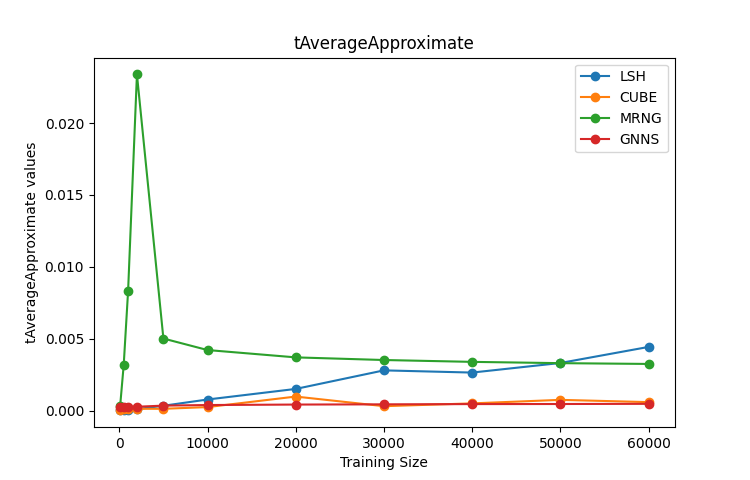 tAverageApproximate
LSH
CUBE
MRNG
GNNS
tAverageApproximate values
0.020
0.015
0.010
0.005
0.000
0 10000 20000 30000 40000 50000 60000
Training Size